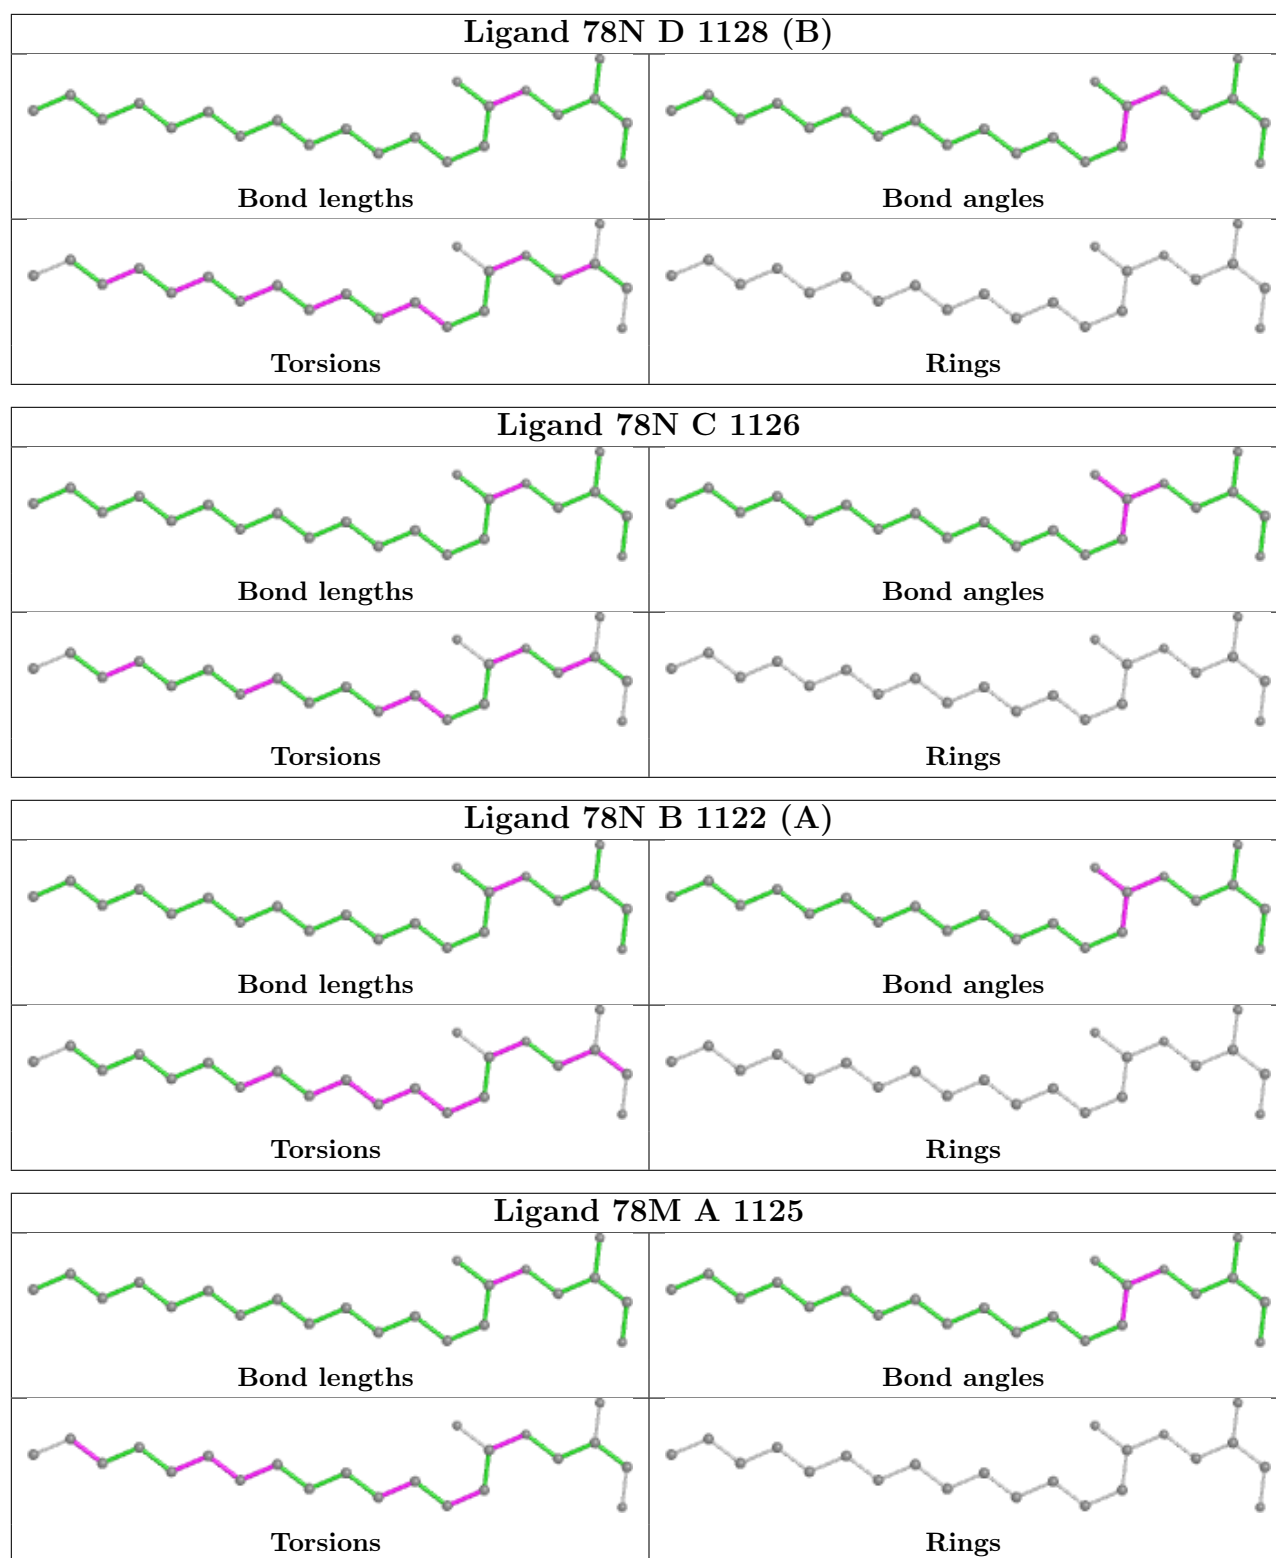 Ligand 78N D 1128 (B)
Bond lengths
Bond angles
Torsions
Rings
Ligand 78N C 1126
Bond lengths
Bond angles
Torsions
Rings
Ligand 78N B 1122 (A)
Bond lengths
Bond angles
Torsions
Rings
Ligand 78M A 1125
Bond lengths
Bond angles
Torsions
Rings